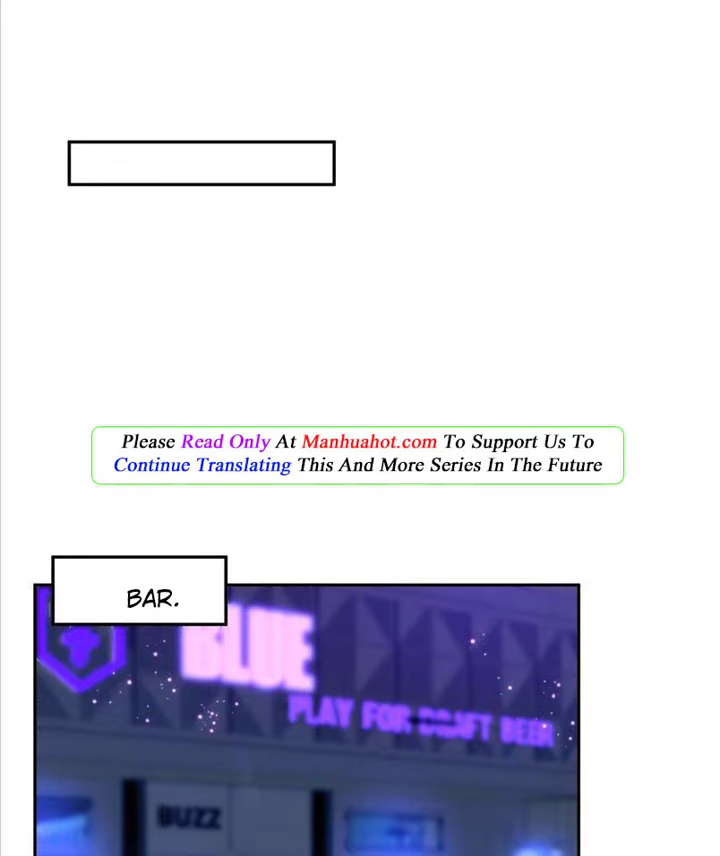 Please Read Only At Manhuahot.com To Support Us To
Continue Translating This And More Series In The Future
BAR.
BLUE
PLAY FOR DRAFT BEER
BUZZ